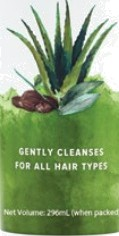 GENTLY CLEANSES
FOR ALL HAIR TYPES
Net Volume: 296mL (when packed